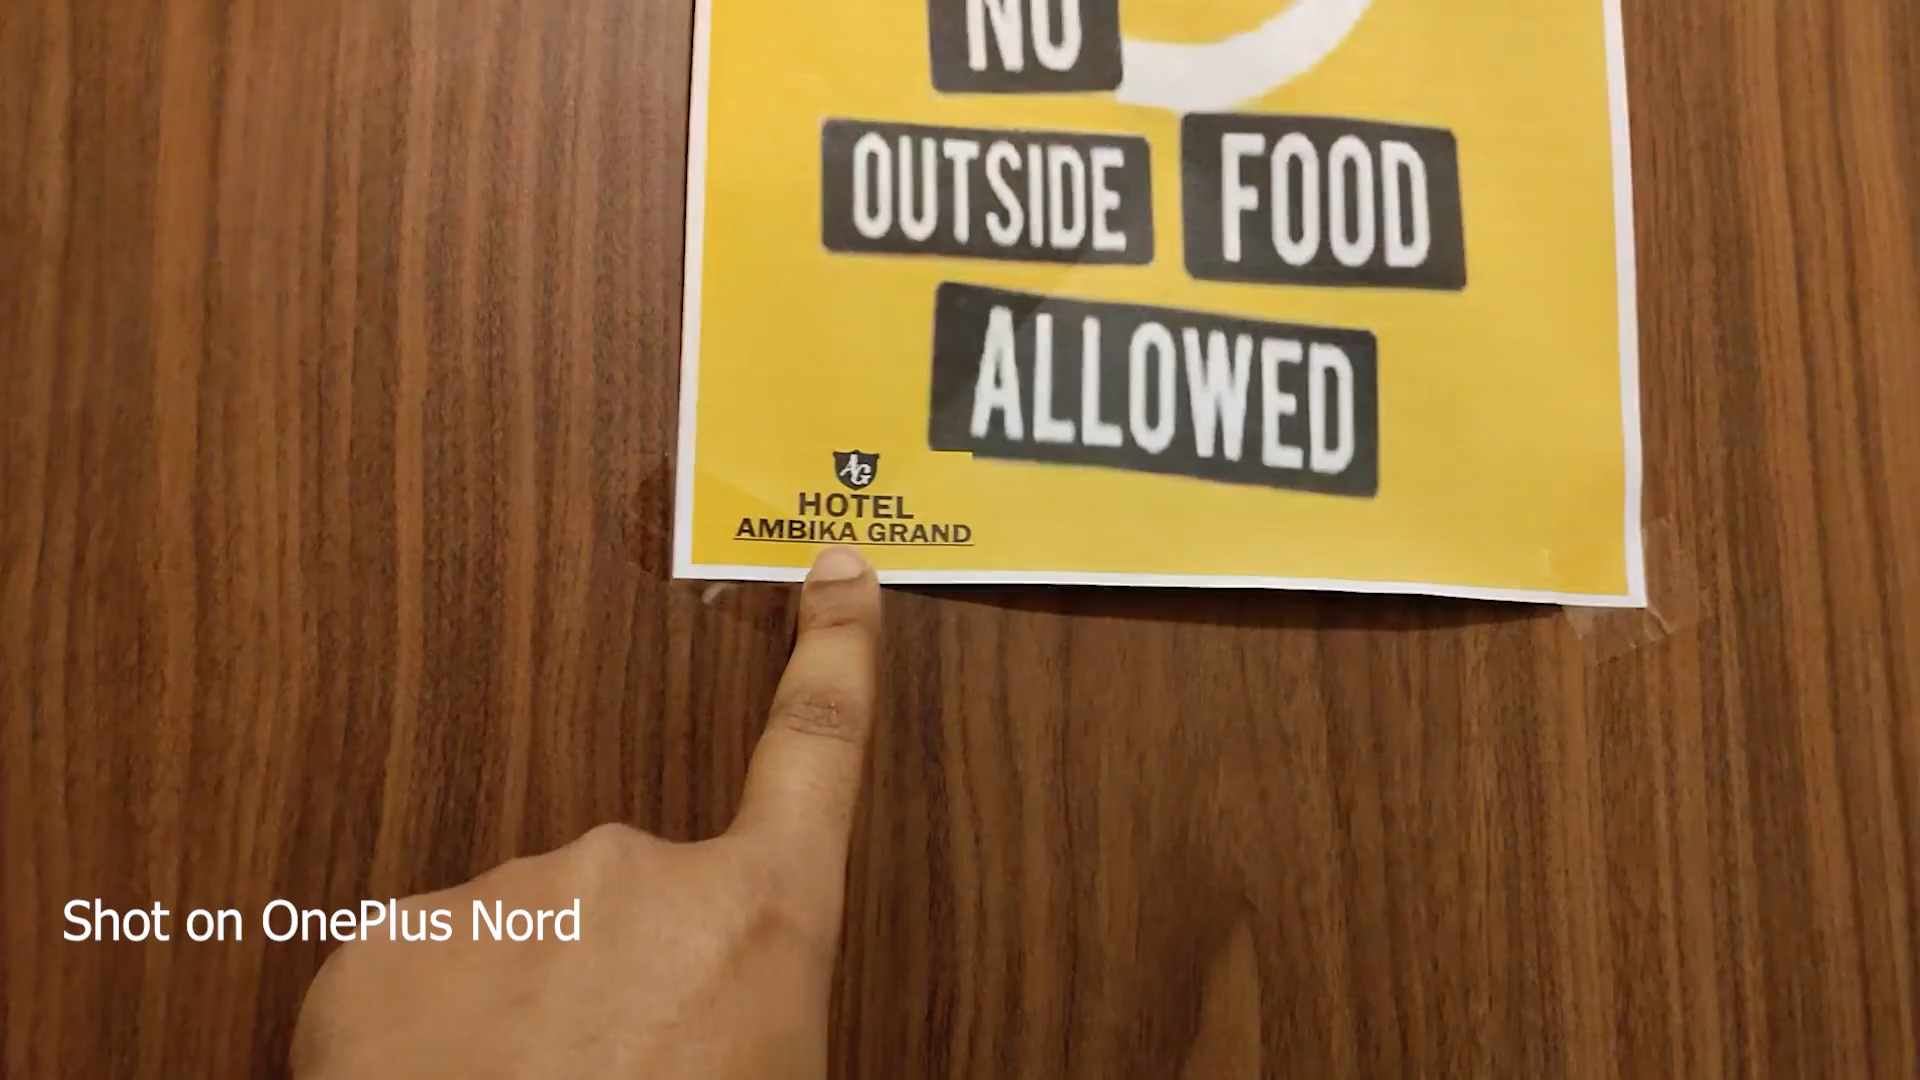 NO
OUTSIDE FOOD
ALLOWED
AG
HOTEL
AMBIKA GRAND
Shot on OnePlus Nord